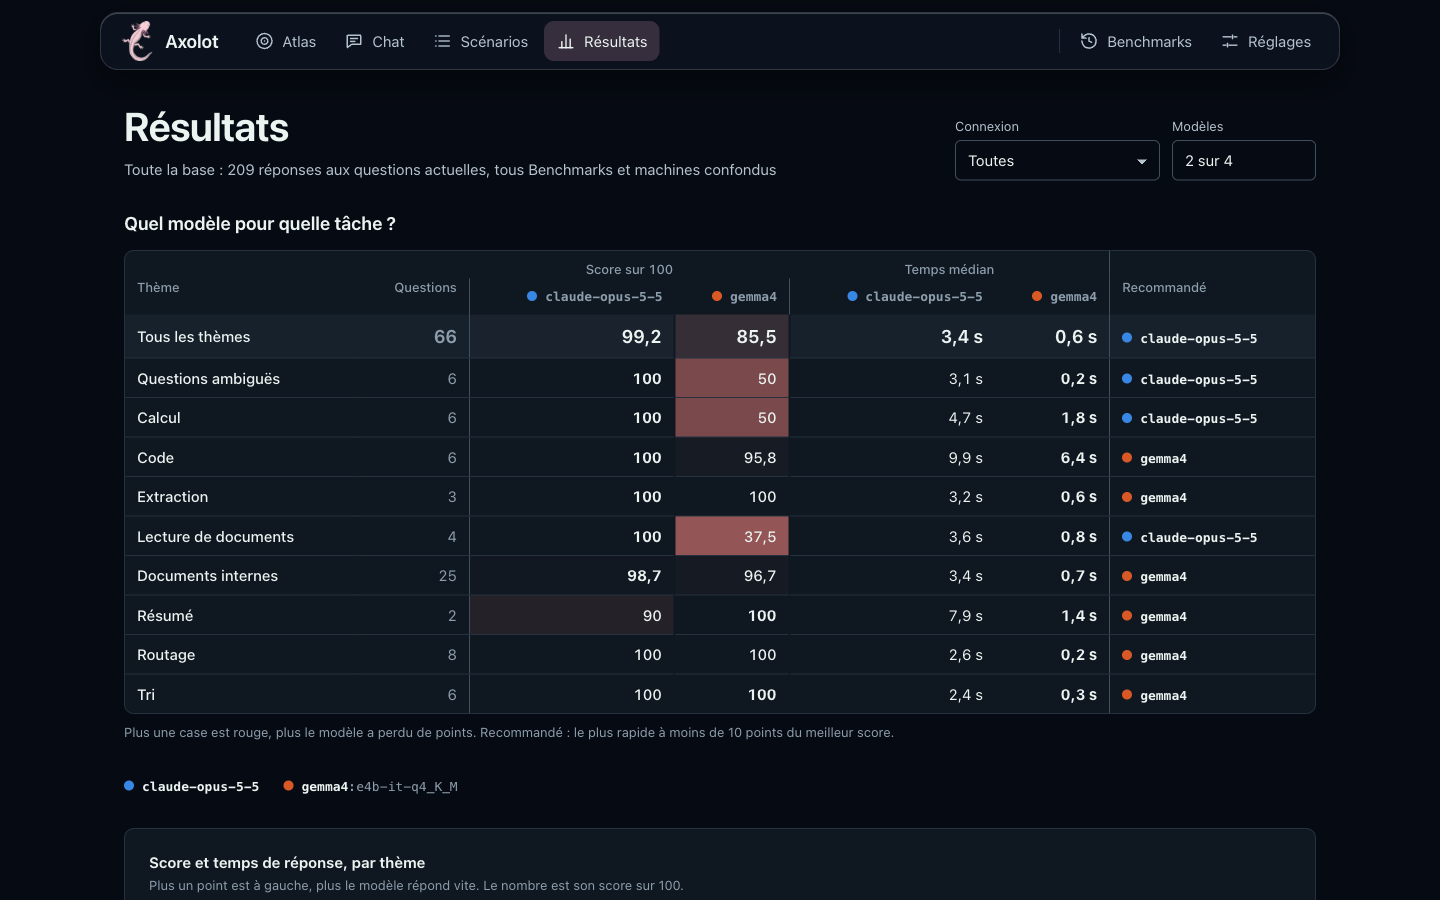 Axolot Atlas Chat Scénarios Résultats Benchmarks Réglages
Résultats
Toute la base : 209 réponses aux questions actuelles, tous Benchmarks et machines confondus
Connexion Modèles
Toutes 2 sur 4
Quel modèle pour quelle tâche ?
Score sur 100 Temps médian
Thème Questions claude-opus-5-5 gemma4 claude-opus-5-5 gemma4 Recommandé
Tous les thèmes 66 99,2 85,5 3,4 s 0,6 s claude-opus-5-5
Questions ambiguës 6 100 50 3,1 s 0,2 s claude-opus-5-5
Calcul 6 100 50 4,7 s 1,8 s claude-opus-5-5
Code 6 100 95,8 9,9 s 6,4 s gemma4
Extraction 3 100 100 3,2 s 0,6 s gemma4
Lecture de documents 4 100 37,5 3,6 s 0,8 s claude-opus-5-5
Documents internes 25 98,7 96,7 3,4 s 0,7 s gemma4
Résumé 2 90 100 7,9 s 1,4 s gemma4
Routage 8 100 100 2,6 s 0,2 s gemma4
Tri 6 100 100 2,4 s 0,3 s gemma4
Plus une case est rouge, plus le modèle a perdu de points. Recommandé : le plus rapide à moins de 10 points du meilleur score.
claude-opus-5-5 gemma4:e4b-it-q4_K_M
Score et temps de réponse, par thème
Plus un point est à gauche, plus le modèle répond vite. Le nombre est son score sur 100.